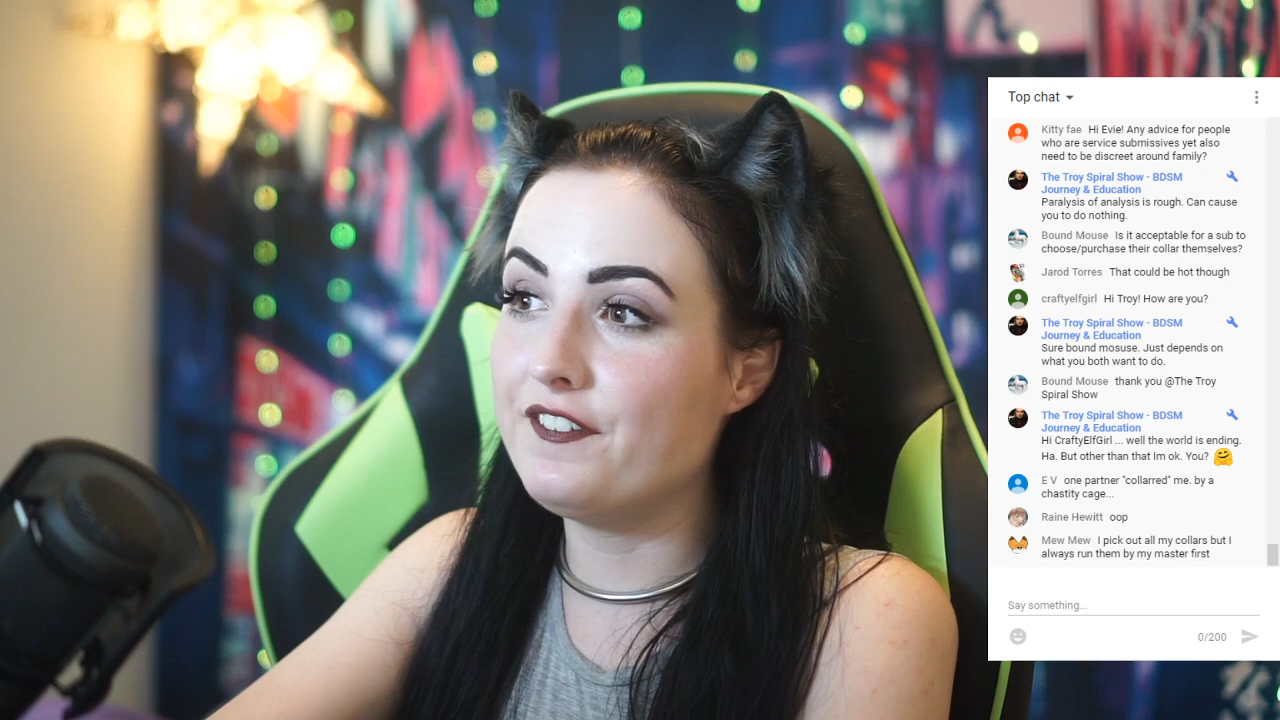 Top chat
Kitty fae Hi Evie! Any advice for people
who are service submissives yet also
need to be discreet around family?
The Troy Spiral Show - BDSM
Journey & Education
Paralysis of analysis is rough. Can cause
you to do nothing.
Bound Mouse Is it acceptable for a sub to
choose/purchase their collar themselves?
Jarod Torres That could be hot though
craftyelfgirl Hi Troy! How are you?
The Troy Spiral Show - BDSM
Journey & Education
Sure bound mosuse. Just depends on
what you both want to do.
Bound Mouse thank you @The Troy
Spiral Show
The Troy Spiral Show - BDSM
Journey & Education
Hi CraftyElfGirl ... well the world is ending.
Ha. But other than that Im ok. You? 🤗
E V one partner "collarred" me. by a
chastity cage...
Raine Hewitt oop
Mew Mew I pick out all my collars but I
always run them by my master first
Say something...
0/200